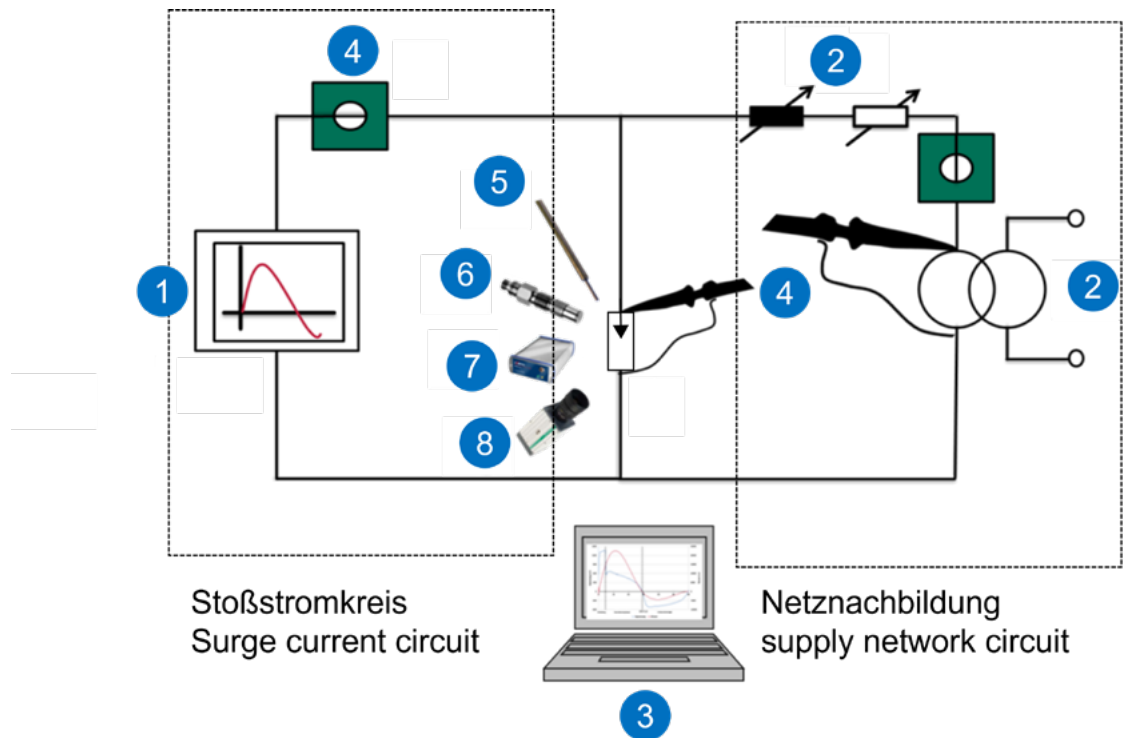 4
2
5
6
1
4
2
7
8
Stoßstromkreis
Surge current circuit
Netznachbildung
supply network circuit
3